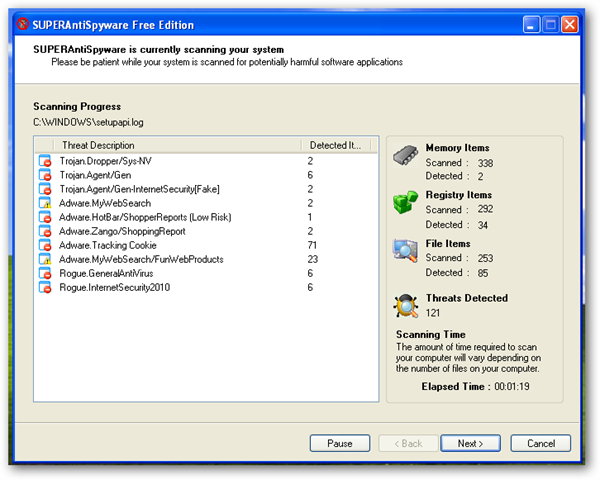 SUPERAntiSpyware Free Edition
SUPERAntiSpyware is currently scanning your system
Please be patient while your system is scanned for potentially harmful software applications
Scanning Progress
C:\WINDOWS\setupapi.log
Threat Description Detected It...
Trojan.Dropper/Sys-NV 2
Trojan.Agent/Gen 6
Trojan.Agent/Gen-InternetSecurity[Fake] 2
Adware.MyWebSearch 2
Adware.HotBar/ShopperReports (Low Risk) 1
Adware.Zango/ShoppingReport 2
Adware.Tracking Cookie 71
Adware.MyWebSearch/FunWebProducts 23
Rogue.GeneralAntiVirus 6
Rogue.InternetSecurity2010 6
Memory Items
Scanned : 338
Detected : 2
Registry Items
Scanned : 292
Detected : 34
File Items
Scanned : 253
Detected : 85
Threats Detected
121
Scanning Time
The amount of time required to scan
your computer will vary depending on
the number of files on your computer.
Elapsed Time : 00:01:19
Pause < Back Next > Cancel